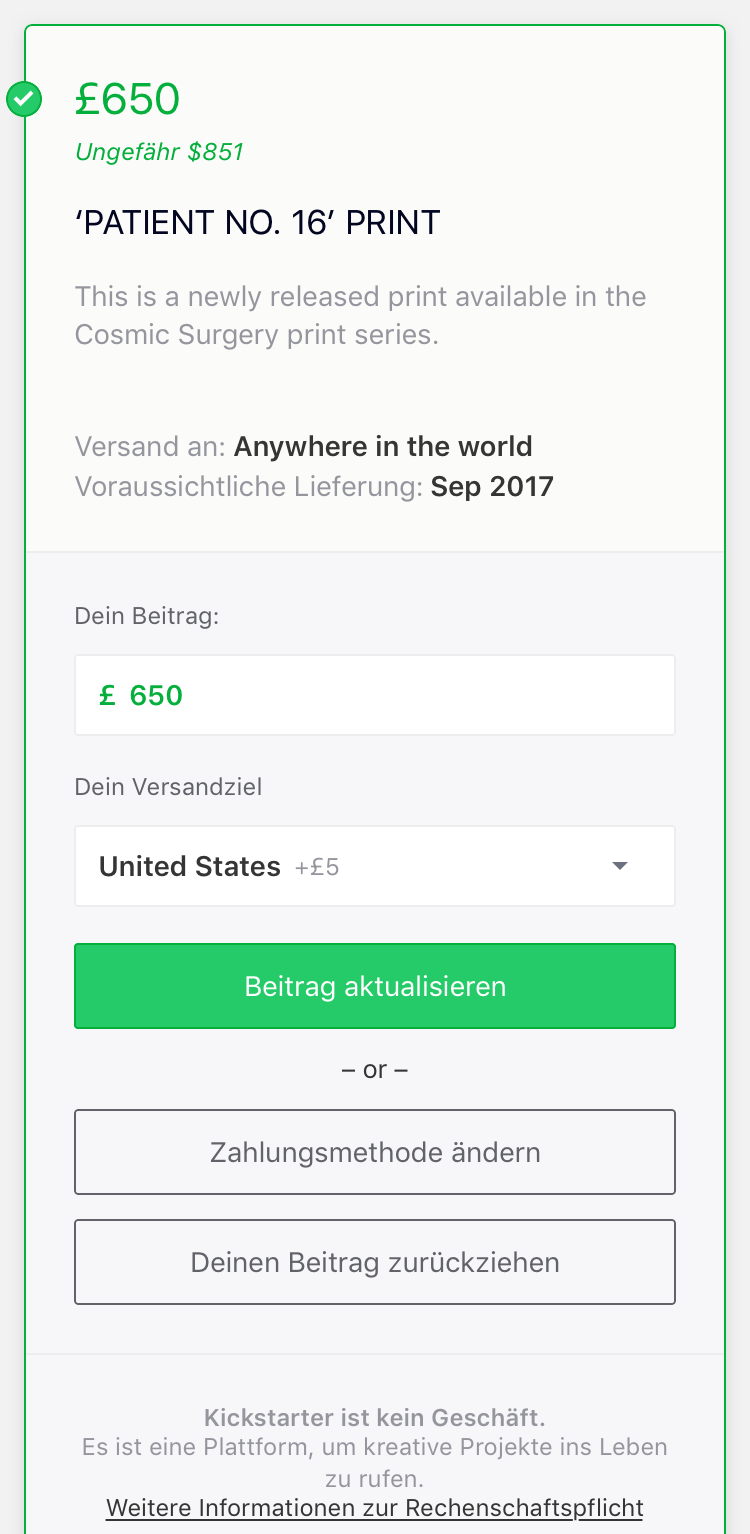 £650
Ungefähr $851
‘PATIENT NO. 16’ PRINT
This is a newly released print available in the
Cosmic Surgery print series.
Versand an: Anywhere in the world
Voraussichtliche Lieferung: Sep 2017
Dein Beitrag:
£ 650
Dein Versandziel
United States +£5
Beitrag aktualisieren
– or –
Zahlungsmethode ändern
Deinen Beitrag zurückziehen
Kickstarter ist kein Geschäft.
Es ist eine Plattform, um kreative Projekte ins Leben
zu rufen.
Weitere Informationen zur Rechenschaftspflicht